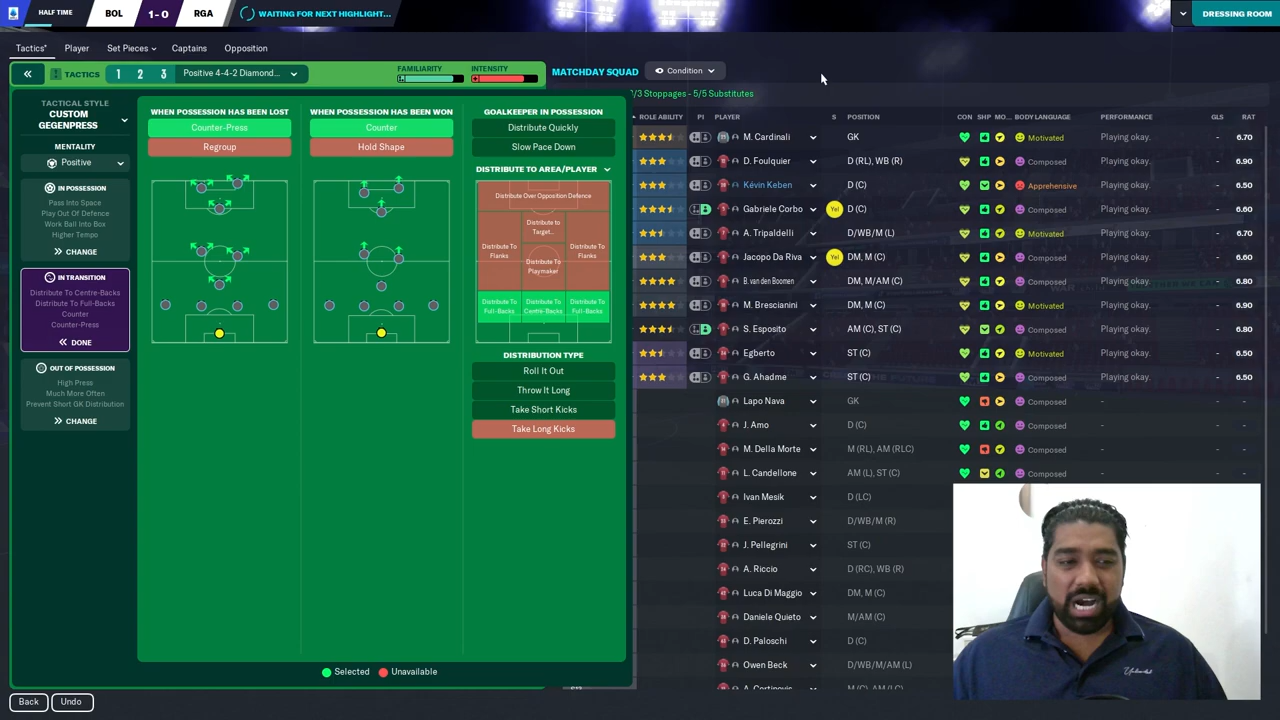 HALF TIME
BOL
1 - 0
RGA
WAITING FOR NEXT HIGHLIGHT...
DRESSING ROOM
Tactics*
Player
Set Pieces
Captains
Opposition
TACTICS
1 2 3
Positive 4-4-2 Diamond...
FAMILIARITY
INTENSITY
MATCHDAY SQUAD
Condition
/3 Stoppages - 5/5 Substitutes
TACTICAL STYLE
CUSTOM
GEGENPRESS
MENTALITY
Positive
IN POSSESSION
Pass Into Space
Play Out Of Defence
Work Ball Into Box
Higher Tempo
CHANGE
IN TRANSITION
Distribute To Centre-Backs
Distribute To Full-Backs
Counter
Counter-Press
DONE
OUT OF POSSESSION
High Press
Much More Often
Prevent Short GK Distribution
CHANGE
WHEN POSSESSION HAS BEEN LOST
Counter-Press
Regroup
WHEN POSSESSION HAS BEEN WON
Counter
Hold Shape
GOALKEEPER IN POSSESSION
Distribute Quickly
Slow Pace Down
DISTRIBUTE TO AREA/PLAYER
Distribute Over Opposition Defence
Distribute to
Target...
Distribute To
Flanks
Distribute To
Playmaker
Distribute To
Flanks
Distribute To
Full-Backs
Distribute To
Centre-Backs
Distribute To
Full-Backs
DISTRIBUTION TYPE
Roll It Out
Throw It Long
Take Short Kicks
Take Long Kicks
Selected
Unavailable
ROLE ABILITY PI PLAYER S POSITION CON SHP MO... BODY LANGUAGE PERFORMANCE GLS RAT
M. Cardinali GK Motivated Playing okay. - 6.70
D. Foulquier D (RL), WB (R) Composed Playing okay. - 6.90
Kévin Keben D (C) Apprehensive Playing okay. - 6.50
Gabriele Corbo Yel D (C) Composed Playing okay. - 6.60
A. Tripaldelli D/WB/M (L) Motivated Playing okay. - 6.70
Jacopo Da Riva Yel DM, M (C) Composed Playing okay. - 6.60
B. van den Boomen DM, M/AM (C) Composed Playing okay. - 6.80
M. Brescianini DM, M (C) Motivated Playing okay. - 6.90
S. Esposito AM (C), ST (C) Composed Playing okay. - 6.80
Egberto ST (C) Motivated Playing okay. - 6.50
G. Ahadme ST (C) Composed Playing okay. - 6.50
Lapo Nava GK Composed - - -
J. Amo D (C) Composed - - -
M. Della Morte M (RL), AM (RLC) Composed - - -
L. Candellone AM (L), ST (C) Composed - - -
Ivan Mesik D (LC)
E. Pierozzi D/WB/M (R)
J. Pellegrini ST (C)
A. Riccio D (RC), WB (R)
Luca Di Maggio DM, M (C)
Daniele Quieto M/AM (C)
D. Paloschi D (C)
Owen Beck D/WB/M/AM (L)
Back
Undo